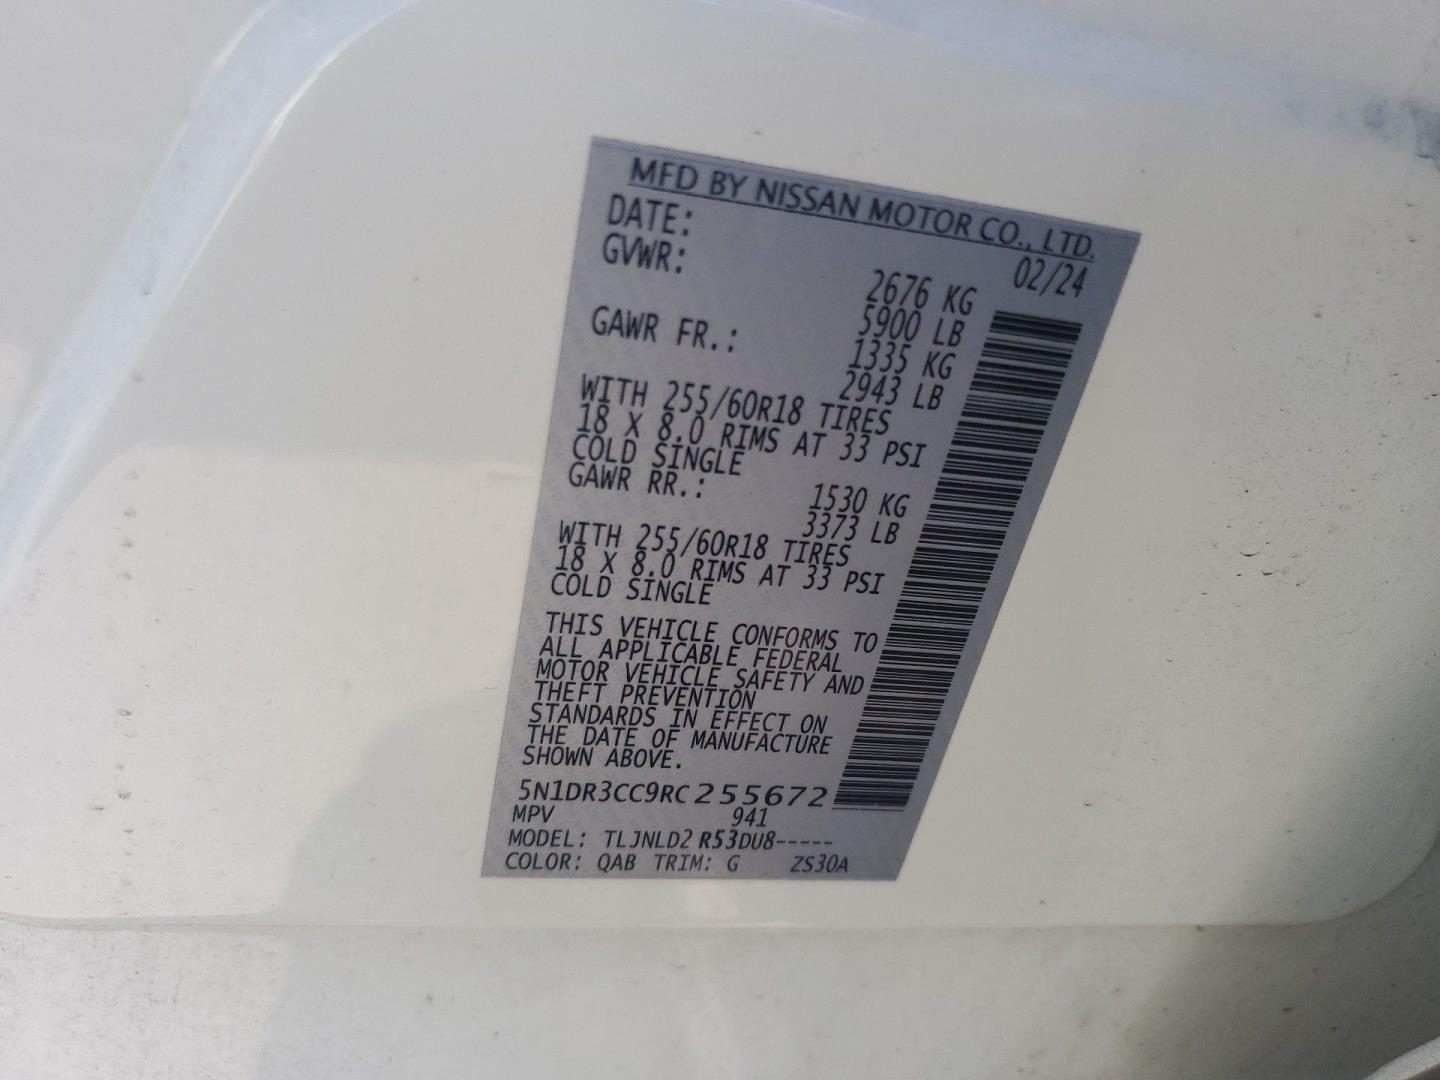 MFD BY NISSAN MOTOR CO., LTD.
DATE: 02/24
GVWR: 2676 KG
5900 LB
GAWR FR.: 1335 KG
2943 LB
WITH 255/60R18 TIRES
18 X 8.0 RIMS AT 33 PSI
COLD SINGLE
GAWR RR.: 1530 KG
3373 LB
WITH 255/60R18 TIRES
18 X 8.0 RIMS AT 33 PSI
COLD SINGLE
THIS VEHICLE CONFORMS TO
ALL APPLICABLE FEDERAL
MOTOR VEHICLE SAFETY AND
THEFT PREVENTION
STANDARDS IN EFFECT ON
THE DATE OF MANUFACTURE
SHOWN ABOVE.
5N1DR3CC9RC255672
MPV 941
MODEL: TLJNLD2 R53DU8-----
COLOR: QAB TRIM: G ZS30A